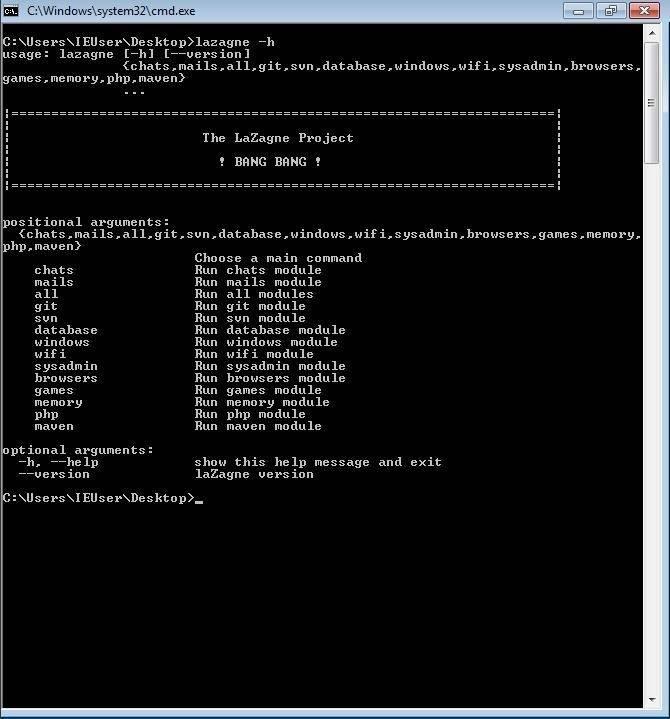 C:\Windows\system32\cmd.exe
C:\Users\IEUser\Desktop>lazagne -h
usage: lazagne [-h] [--version]
{chats,mails,all,git,svn,database,windows,wifi,sysadmin,browsers,
games,memory,php,maven}
...
|====================================================================|
The LaZagne Project
! BANG BANG !
|====================================================================|
positional arguments:
{chats,mails,all,git,svn,database,windows,wifi,sysadmin,browsers,games,memory,
php,maven}
Choose a main command
chats Run chats module
mails Run mails module
all Run all modules
git Run git module
svn Run svn module
database Run database module
windows Run windows module
wifi Run wifi module
sysadmin Run sysadmin module
browsers Run browsers module
games Run games module
memory Run memory module
php Run php module
maven Run maven module
optional arguments:
-h, --help show this help message and exit
--version laZagne version
C:\Users\IEUser\Desktop>_